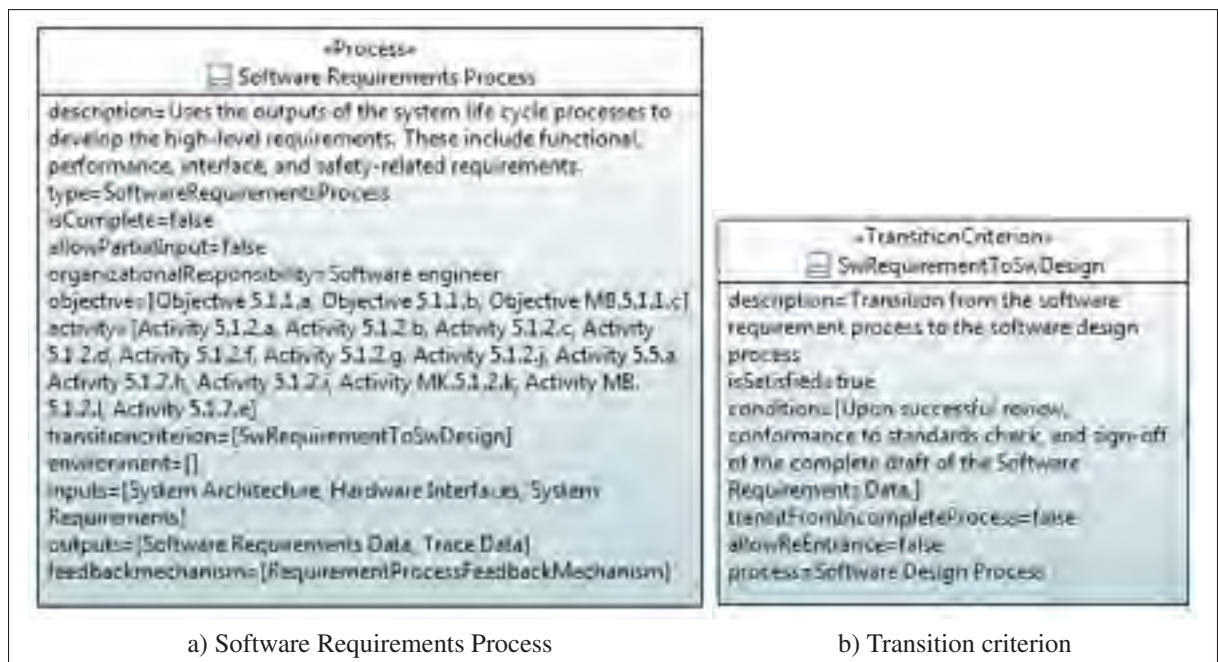 «Process»
Software Requirements Process
description=Uses the outputs of the system life cycle processes to
develop the high-level requirements. These include functional,
performance, interface, and safety-related requirements.
type=SoftwareRequirementsProcess
isComplete=false
allowPartialInput=false
organizationalResponsibility=Software engineer
objective=[Objective 5.1.1.a, Objective 5.1.1.b, Objective MB.5.1.1.c]
activity=[Activity 5.1.2.a, Activity 5.1.2.b, Activity 5.1.2.c, Activity
5.1.2.d, Activity 5.1.2.f, Activity 5.1.2.g, Activity 5.1.2.j, Activity 5.5.a
Activity 5.1.2.h, Activity 5.1.2.i, Activity MK.5.1.2.k, Activity MB.
5.1.2.l, Activity 5.1.2.e]
transitioncriterion=[SwRequirementToSwDesign]
environment=[]
inputs=[System Architecture, Hardware Interfaces, System
Requirements]
outputs=[Software Requirements Data, Trace Data]
feedbackmechanism=[RequirementProcessFeedbackMechanism]
«TransitionCriterion»
SwRequirementToSwDesign
description=Transition from the software
requirement process to the software design
process
isSatisfied=true
condition=[Upon successful review,
conformance to standards check, and sign-off
of the complete draft of the Software
Requirements Data.]
transitFromIncompleteProcess=false
allowReEntrance=false
process=Software Design Process
a) Software Requirements Process
b) Transition criterion